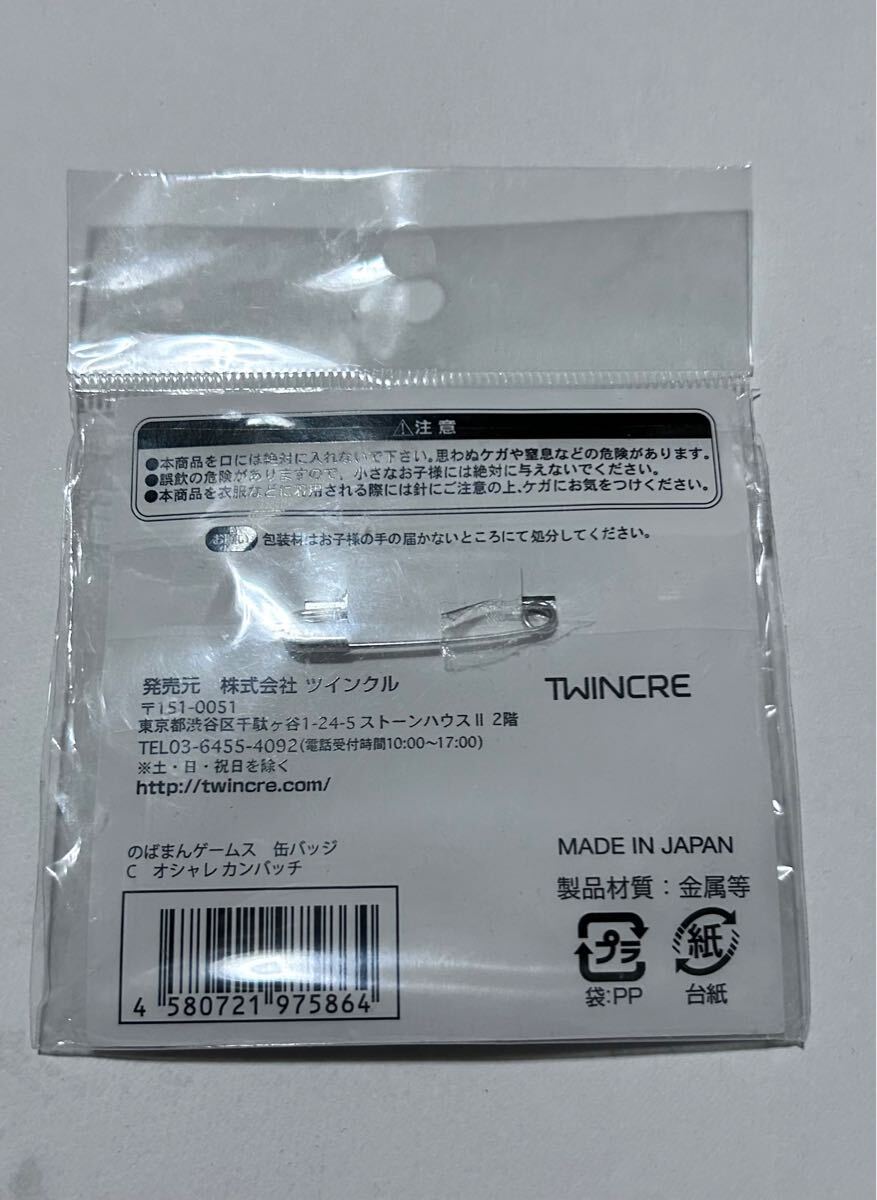 ⚠注意
●本商品を口には絶対に入れないで下さい。思わぬケガや窒息などの危険があります。
●誤飲の危険がありますので、小さなお子様には絶対に与えないでください。
●本商品を衣服などに着用される際には針にご注意の上、ケガにお気をつけください。
お願い 包装材はお子様の手の届かないところにて処分してください。
発売元 株式会社 ツインクル
〒151-0051
東京都渋谷区千駄ヶ谷1-24-5 ストーンハウスⅡ 2階
TEL03-6455-4092(電話受付時間10:00〜17:00)
※土・日・祝日を除く
http://twincre.com/
TWINCRE
のばまんゲームス 缶バッジ
C オシャレ カンバッチ
4 580721 975864
MADE IN JAPAN
製品材質：金属等
プラ
袋:PP
紙
台紙